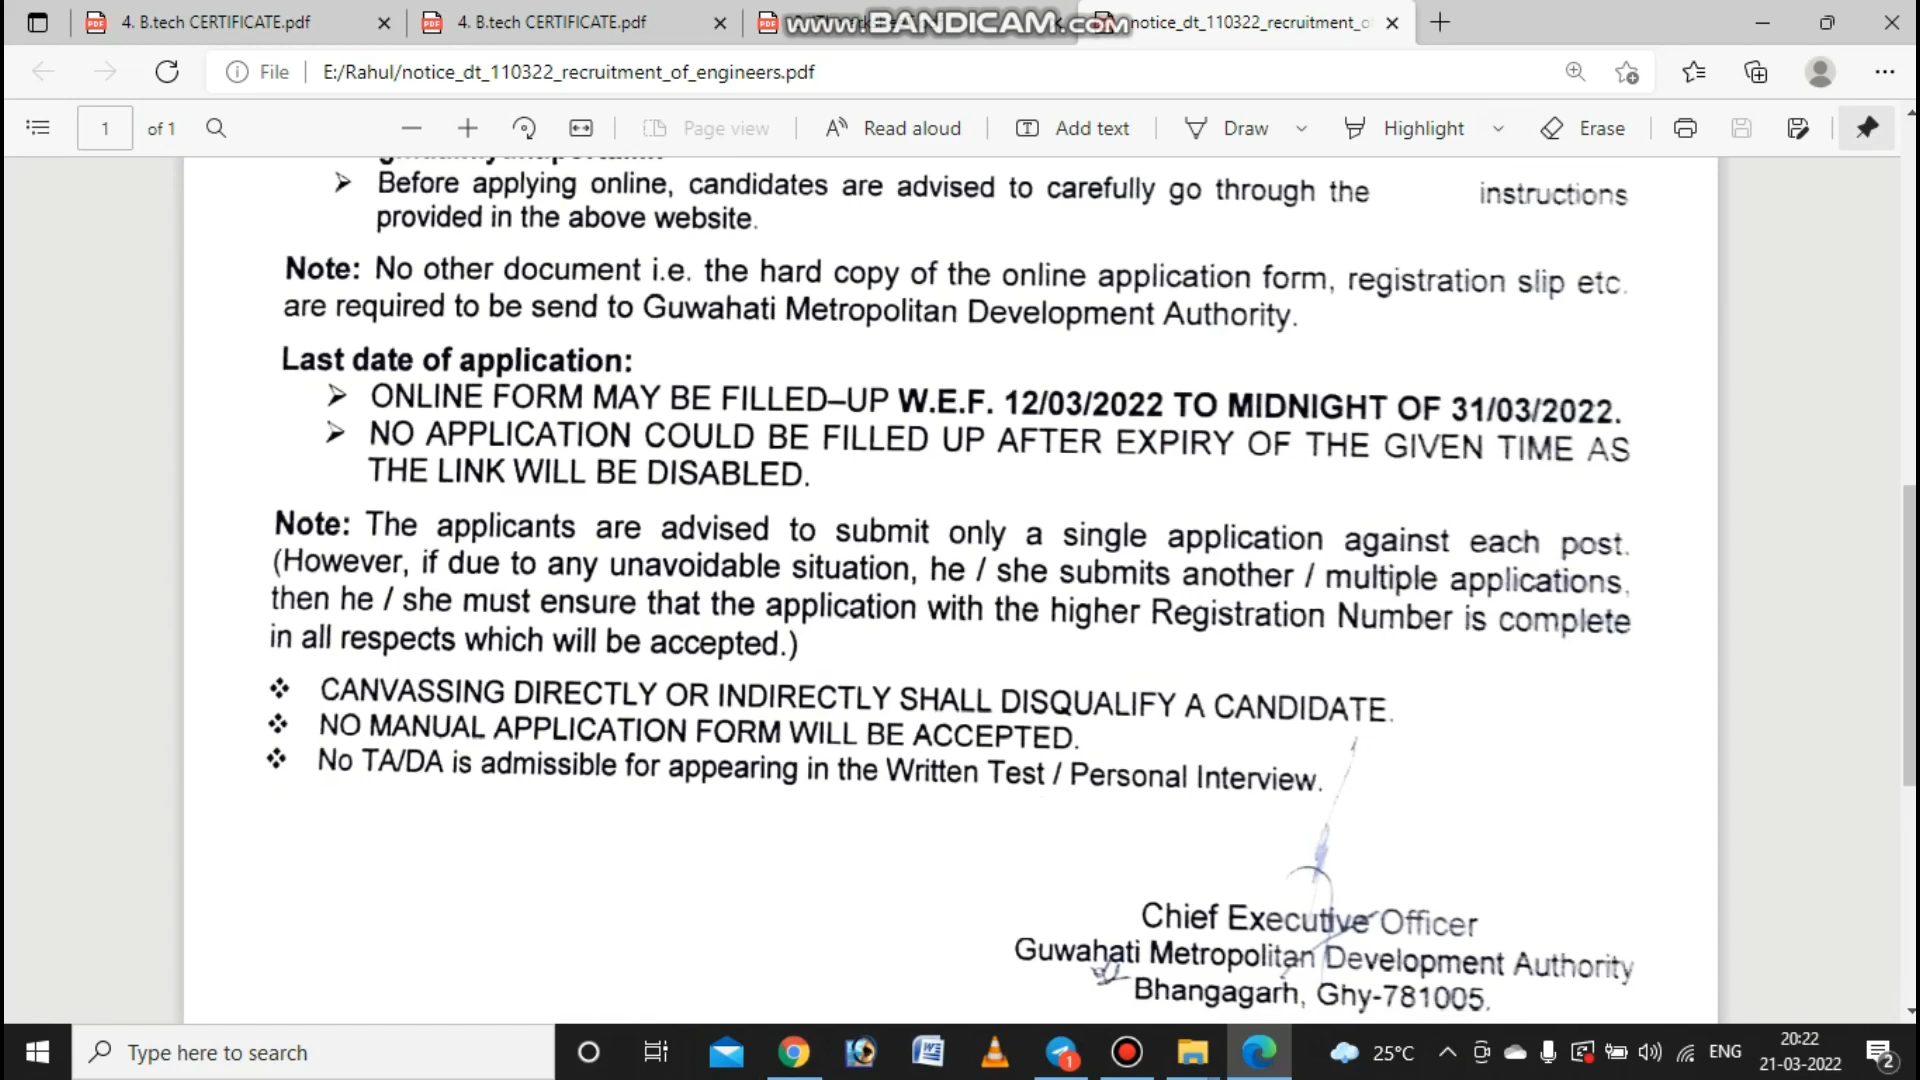 4. B.tech CERTIFICATE.pdf
4. B.tech CERTIFICATE.pdf
www.BANDICAM.com
notice_dt_110322_recruitment_o
File
E:/Rahul/notice_dt_110322_recruitment_of_engineers.pdf
1 of 1
Page view
Read aloud
Add text
Draw
Highlight
Erase
➢ Before applying online, candidates are advised to carefully go through the instructions
provided in the above website.
Note: No other document i.e. the hard copy of the online application form, registration slip etc.
are required to be send to Guwahati Metropolitan Development Authority.
Last date of application:
➢ ONLINE FORM MAY BE FILLED–UP W.E.F. 12/03/2022 TO MIDNIGHT OF 31/03/2022.
➢ NO APPLICATION COULD BE FILLED UP AFTER EXPIRY OF THE GIVEN TIME AS
THE LINK WILL BE DISABLED.
Note: The applicants are advised to submit only a single application against each post.
(However, if due to any unavoidable situation, he / she submits another / multiple applications,
then he / she must ensure that the application with the higher Registration Number is complete
in all respects which will be accepted.)
❖ CANVASSING DIRECTLY OR INDIRECTLY SHALL DISQUALIFY A CANDIDATE.
❖ NO MANUAL APPLICATION FORM WILL BE ACCEPTED.
❖ No TA/DA is admissible for appearing in the Written Test / Personal Interview.
Chief Executive Officer
Guwahati Metropolitan Development Authority
Bhangagarh, Ghy-781005.
Type here to search
1
25°C
ENG
20:22
21-03-2022
2